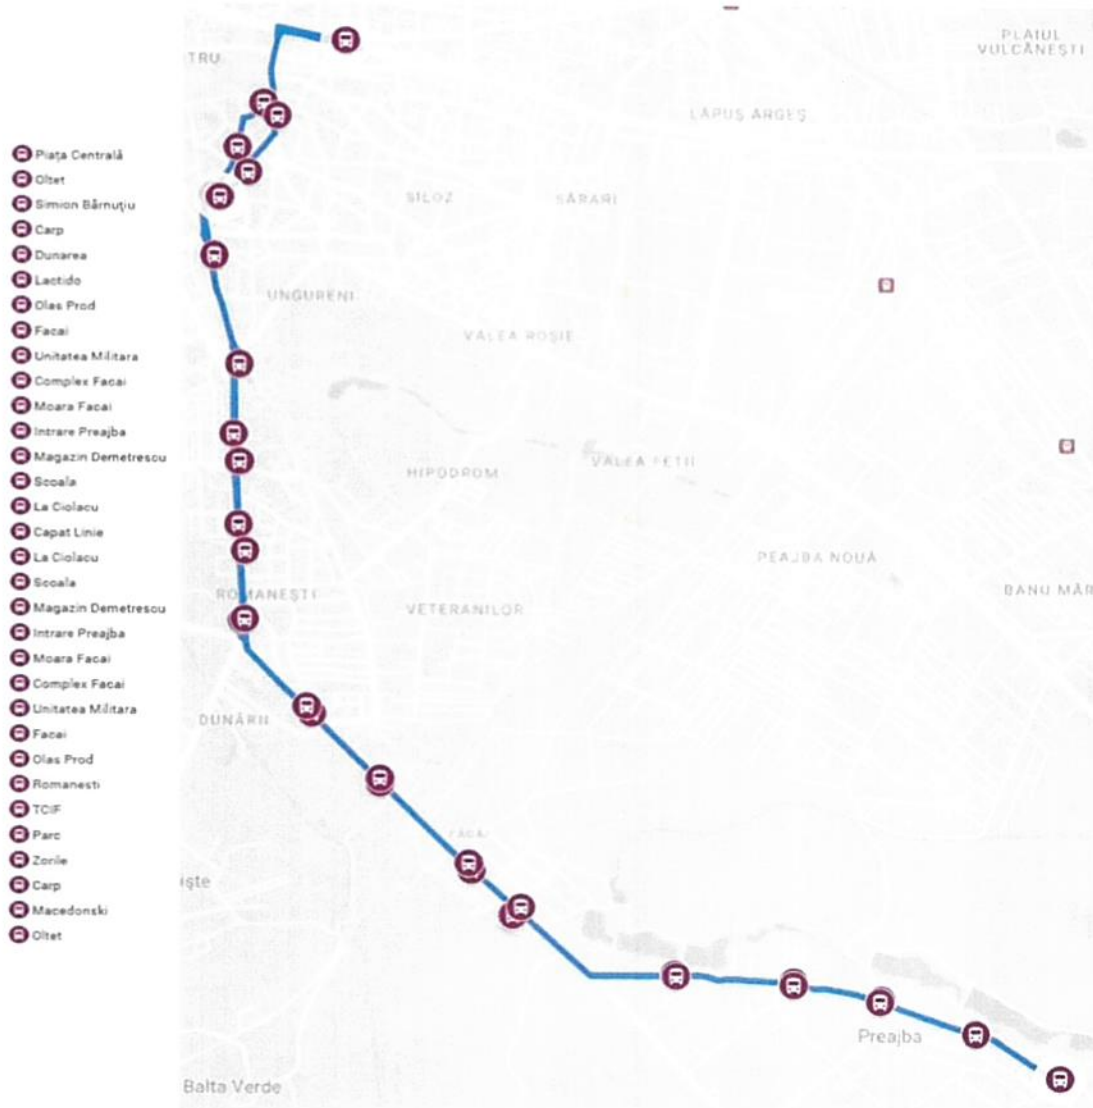 Piața Centrală
Oltet
Simion Bărnuțiu
Carp
Dunarea
Lactido
Olas Prod
Facai
Unitatea Militara
Complex Facai
Moara Facai
Intrare Preajba
Magazin Demetrescu
Scoala
La Ciolacu
Capat Linie
La Ciolacu
Scoala
Magazin Demetrescu
Intrare Preajba
Moara Facai
Complex Facai
Unitatea Militara
Facai
Olas Prod
Romanesti
TCIF
Parc
Zorile
Carp
Macedonski
Oltet
TRU
PLAIUL
VULCĂNEȘTI
LĂPUȘ ARGEȘ
SILOZ
SĂRARI
UNGURENI
VALEA ROȘIE
HIPODROM
VALEA FETII
PEAJBA NOUĂ
BANU MĂR
ROMANEȘTI
VETERANILOR
DUNĂRII
FACAI
iște
Preajba
Balta Verde